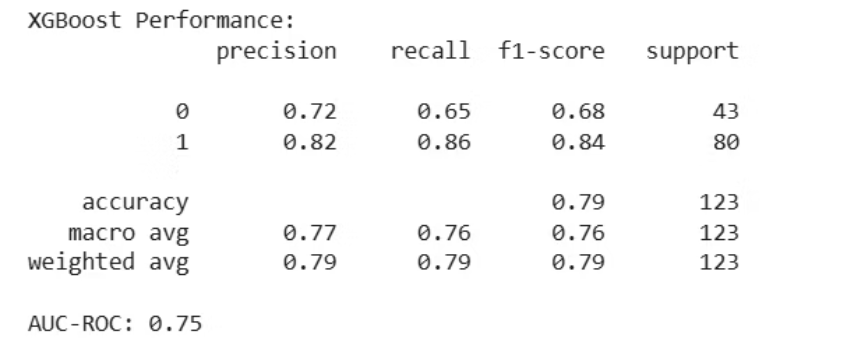 XGBoost Performance:
precision recall f1-score support
0 0.72 0.65 0.68 43
1 0.82 0.86 0.84 80
accuracy 0.79 123
macro avg 0.77 0.76 0.76 123
weighted avg 0.79 0.79 0.79 123
AUC-ROC: 0.75